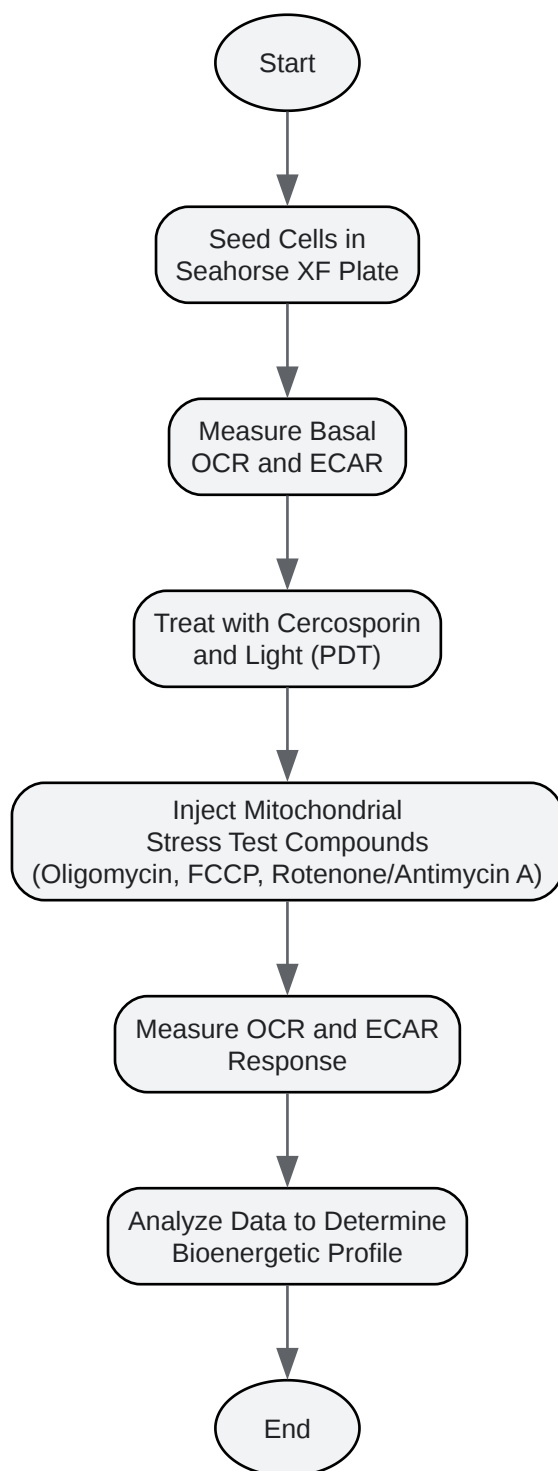 Start
Seed Cells in
Seahorse XF Plate
Measure Basal
OCR and ECAR
Treat with Cercosporin
and Light (PDT)
Inject Mitochondrial
Stress Test Compounds
(Oligomycin, FCCP, Rotenone/Antimycin A)
Measure OCR and ECAR
Response
Analyze Data to Determine
Bioenergetic Profile
End